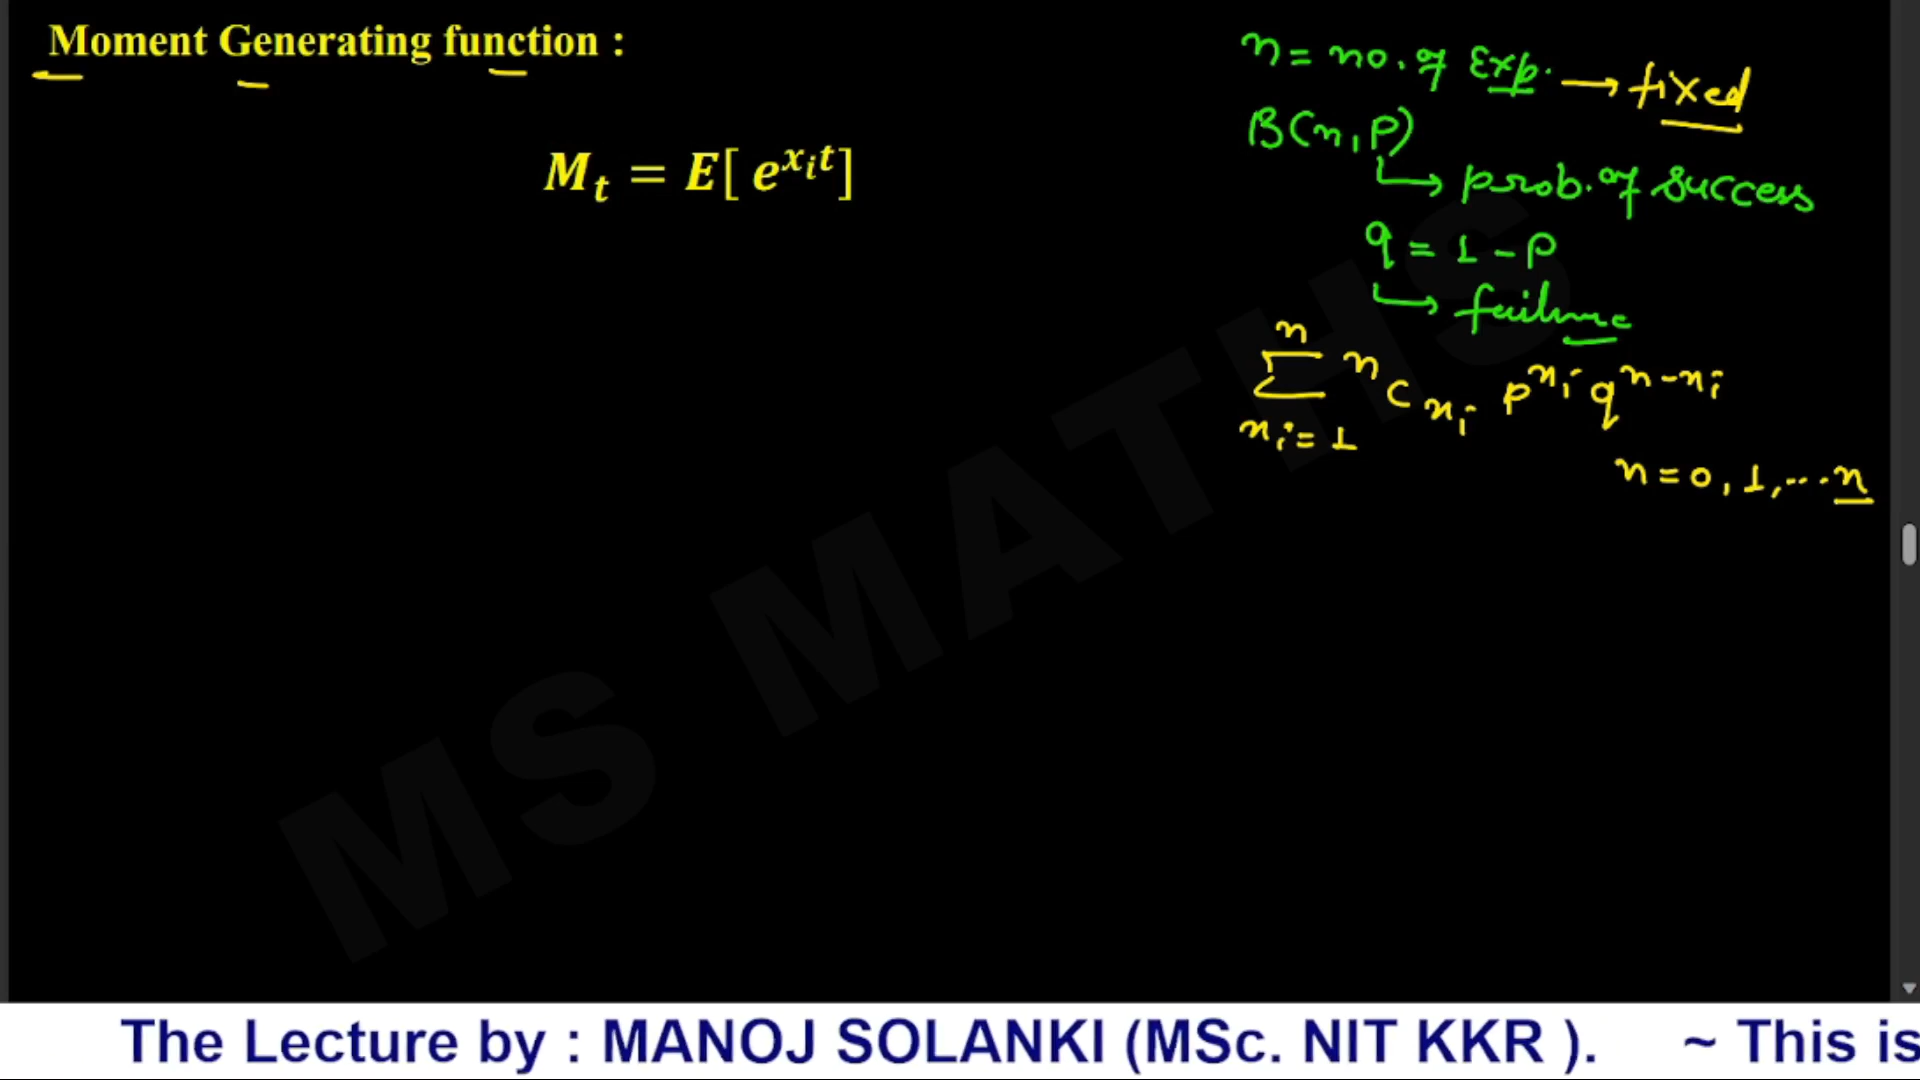 Moment Generating function :
M_t = E[ e^{x_i t} ]
n = no. of Exp. → fixed
B(n, P)
↳ prob. of success
q = 1 - P
↳ failure
\sum_{x_i = 1}^{n} ^nC_{x_i} p^{x_i} q^{n-x_i}
n = 0, 1, ... n
MS MATHS
The Lecture by : MANOJ SOLANKI (MSc. NIT KKR ). ~ This is